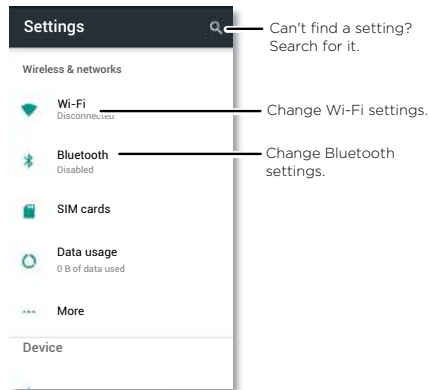 Settings
Can't find a setting?
Search for it.
Wireless & networks
Wi-Fi
Disconnected
Change Wi-Fi settings.
Bluetooth
Disabled
Change Bluetooth
settings.
SIM cards
Data usage
0 B of data used
More
Device